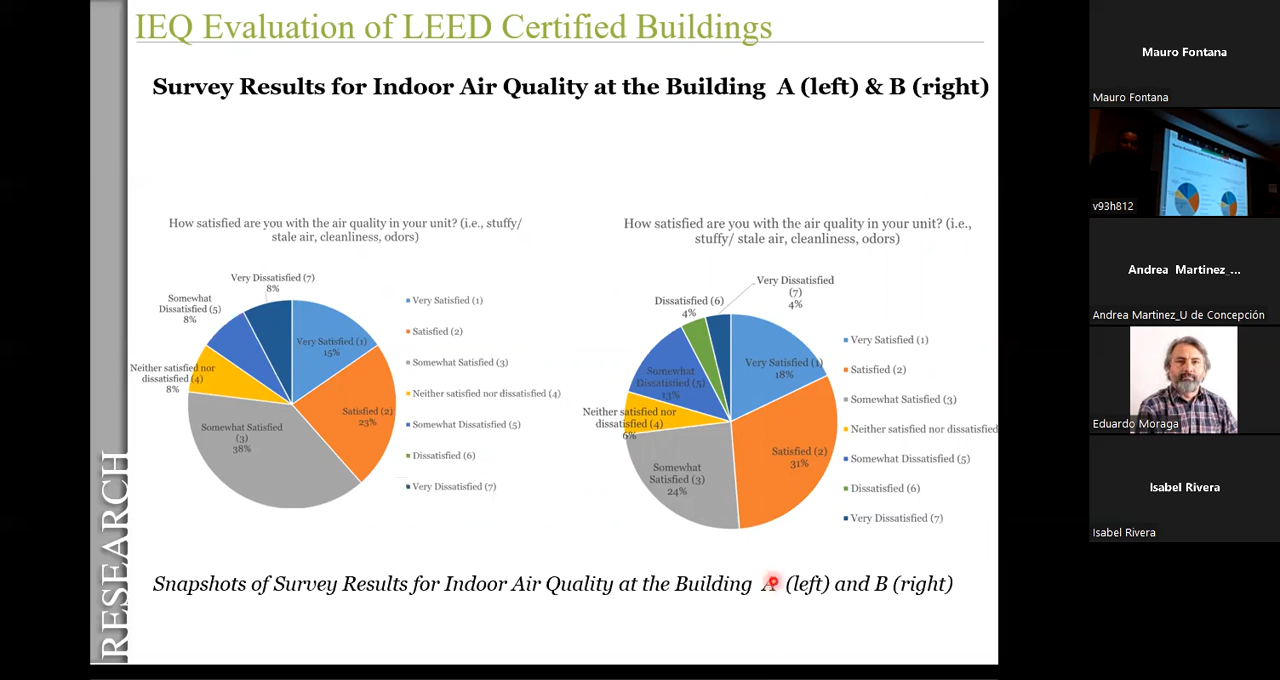 IEQ Evaluation of LEED Certified Buildings
Survey Results for Indoor Air Quality at the Building A (left) & B (right)
How satisfied are you with the air quality in your unit? (i.e., stuffy/
stale air, cleanliness, odors)
Very Dissatisfied (7)
8%
Somewhat
Dissatisfied (5)
8%
Neither satisfied nor
dissatisfied (4)
8%
Very Satisfied (1)
15%
Satisfied (2)
23%
Somewhat Satisfied
(3)
38%
Very Satisfied (1)
Satisfied (2)
Somewhat Satisfied (3)
Neither satisfied nor dissatisfied (4)
Somewhat Dissatisfied (5)
Dissatisfied (6)
Very Dissatisfied (7)
How satisfied are you with the air quality in your unit? (i.e.,
stuffy/ stale air, cleanliness, odors)
Very Dissatisfied
(7)
4%
Dissatisfied (6)
4%
Somewhat
Dissatisfied (5)
13%
Neither satisfied nor
dissatisfied (4)
6%
Very Satisfied (1)
18%
Satisfied (2)
31%
Somewhat
Satisfied (3)
24%
Very Satisfied (1)
Satisfied (2)
Somewhat Satisfied (3)
Neither satisfied nor dissatisfied
Somewhat Dissatisfied (5)
Dissatisfied (6)
Very Dissatisfied (7)
Snapshots of Survey Results for Indoor Air Quality at the Building A (left) and B (right)
RESEARCH
Mauro Fontana
Mauro Fontana
v93h812
Andrea Martinez_...
Andrea Martinez_U de Concepción
Eduardo Moraga
Isabel Rivera
Isabel Rivera